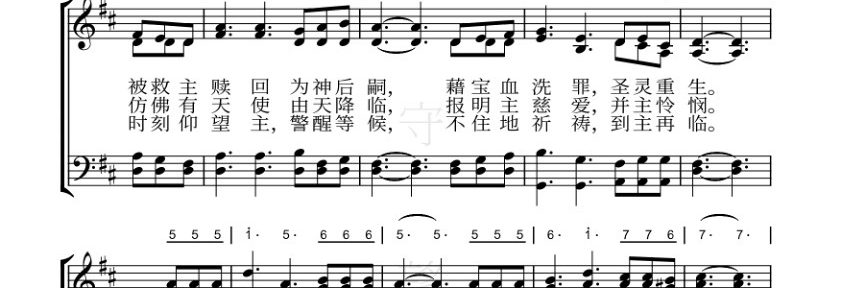 被救主赎回为神后嗣，藉宝血洗罪，圣灵重生。
仿佛有天使由天降临，报明主慈爱，并主怜悯。
时刻仰望主，警醒等候，不住地祈祷，到主再临。
守
5 5 5 | 1· 5· 6 6 6 | 5· 5· 5 5 5 | 6· 1· 7 7 6 | 7· 7· |